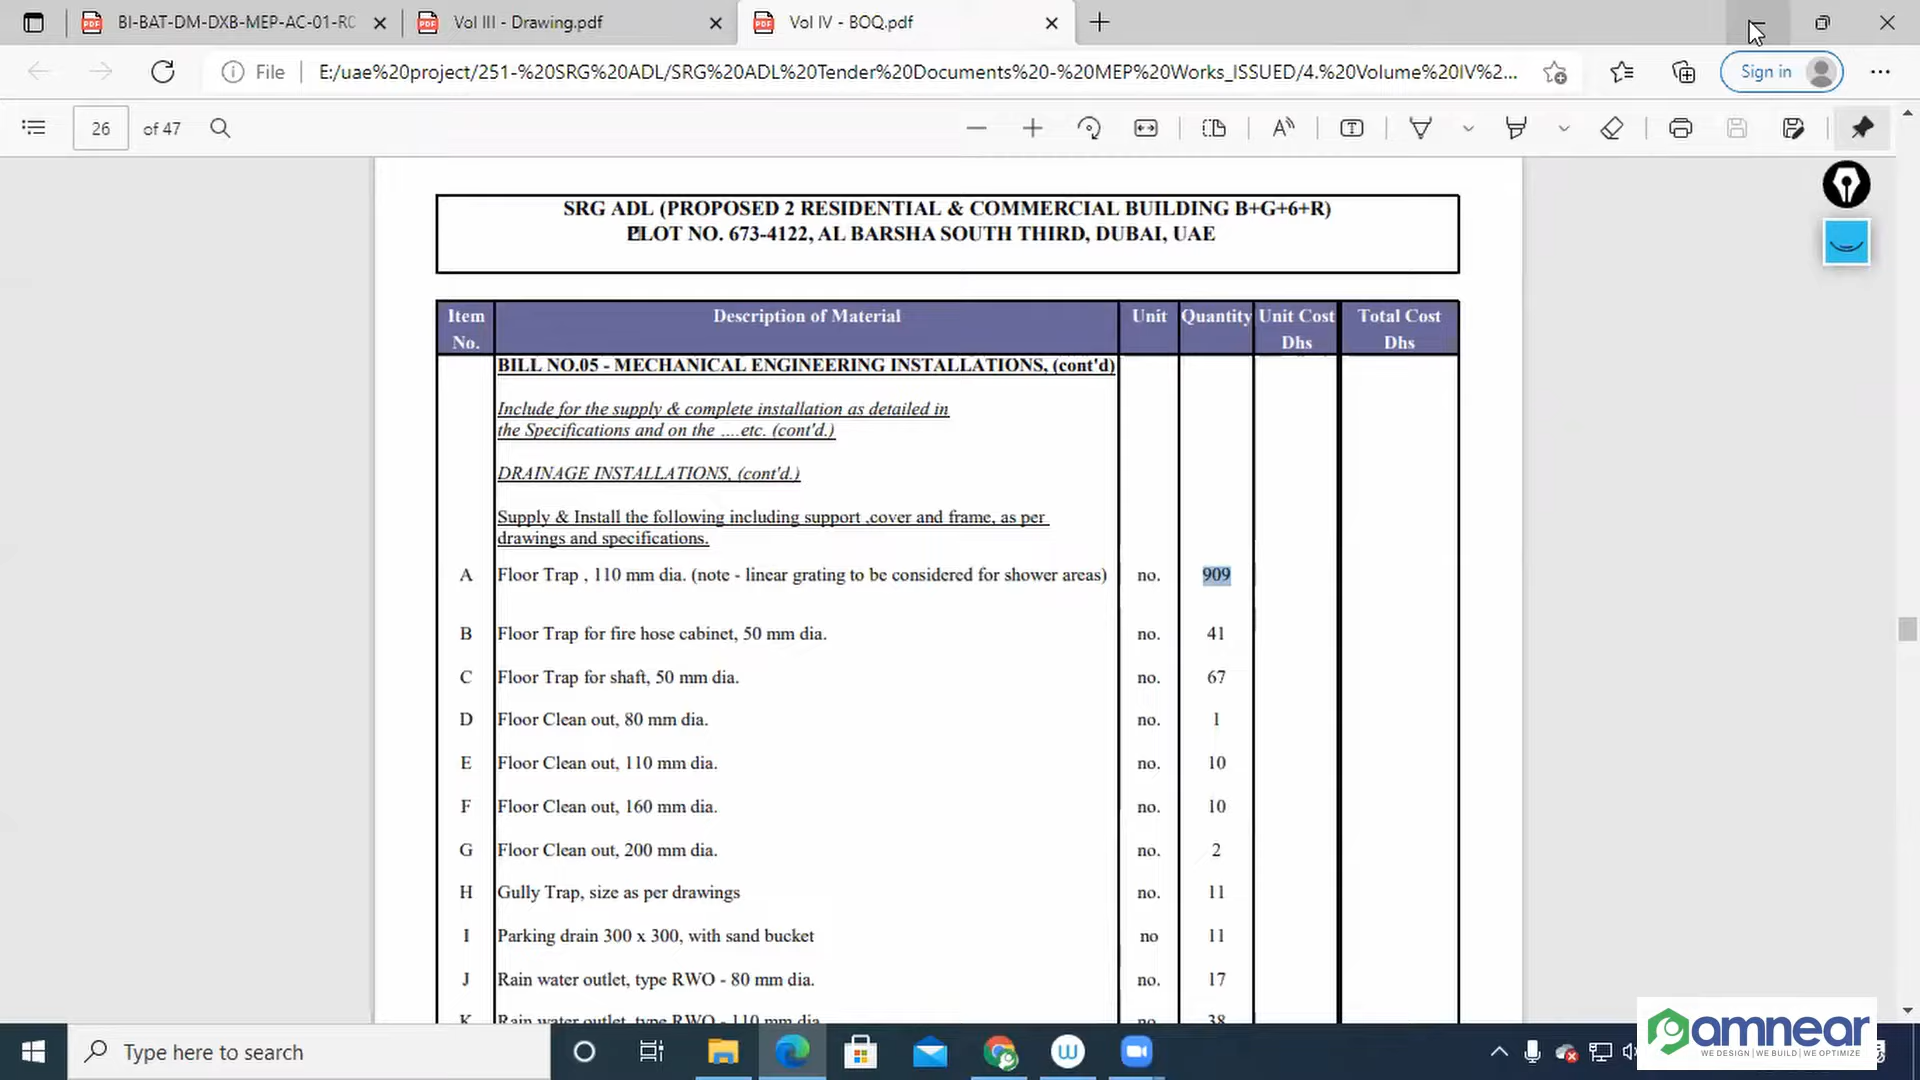 BI-BAT-DM-DXB-MEP-AC-01-RC
Vol III - Drawing.pdf
Vol IV - BOQ.pdf
File
E:/uae%20project/251-%20SRG%20ADL/SRG%20ADL%20Tender%20Documents%20-%20MEP%20Works_ISSUED/4.%20Volume%20IV%2...
Sign in
26 of 47
SRG ADL (PROPOSED 2 RESIDENTIAL & COMMERCIAL BUILDING B+G+6+R)
PLOT NO. 673-4122, AL BARSHA SOUTH THIRD, DUBAI, UAE
Item No. Description of Material Unit Quantity Unit Cost Dhs Total Cost Dhs
BILL NO.05 - MECHANICAL ENGINEERING INSTALLATIONS, (cont'd)
Include for the supply & complete installation as detailed in
the Specifications and on the ....etc. (cont'd.)
DRAINAGE INSTALLATIONS, (cont'd.)
Supply & Install the following including support ,cover and frame, as per
drawings and specifications.
A Floor Trap , 110 mm dia. (note - linear grating to be considered for shower areas) no. 909
B Floor Trap for fire hose cabinet, 50 mm dia. no. 41
C Floor Trap for shaft, 50 mm dia. no. 67
D Floor Clean out, 80 mm dia. no. 1
E Floor Clean out, 110 mm dia. no. 10
F Floor Clean out, 160 mm dia. no. 10
G Floor Clean out, 200 mm dia. no. 2
H Gully Trap, size as per drawings no. 11
I Parking drain 300 x 300, with sand bucket no 11
J Rain water outlet, type RWO - 80 mm dia. no. 17
K Rain water outlet, type RWO - 110 mm dia no 38
Type here to search
amnear
WE DESIGN | WE BUILD | WE OPTIMIZE